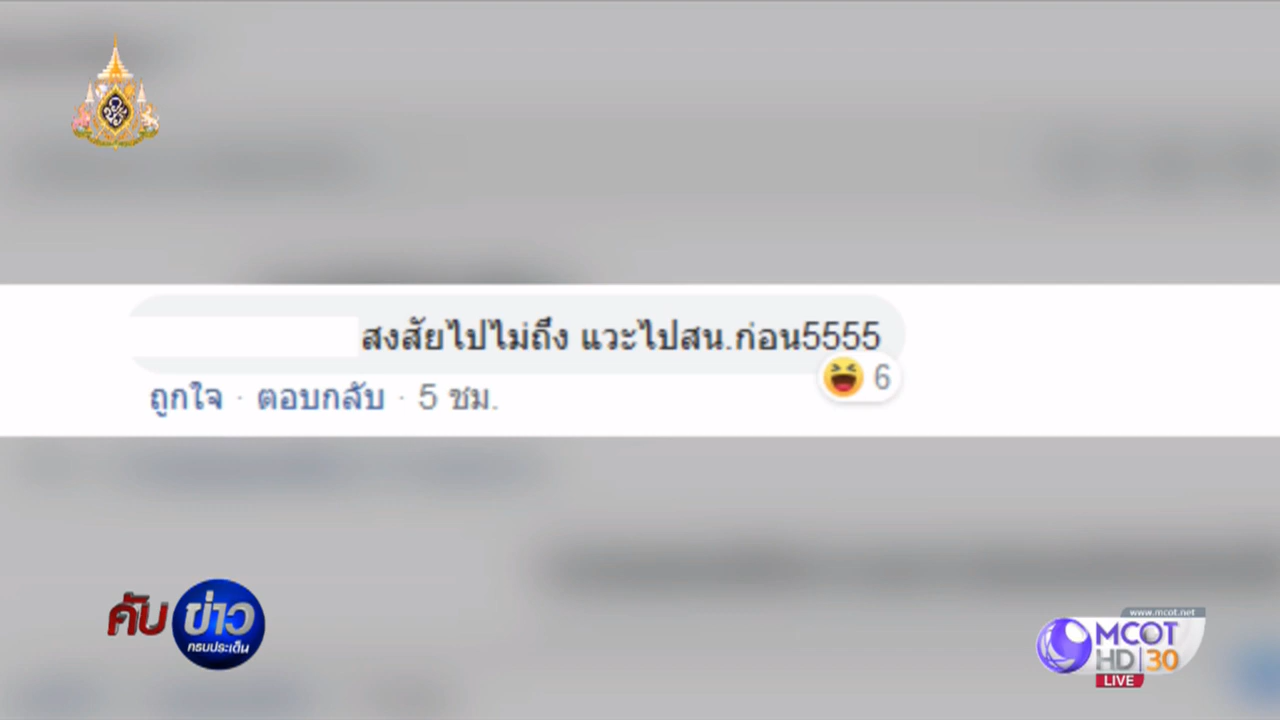 สงสัยไปไม่ถึง แวะไปสน.ก่อน5555
6
ถูกใจ · ตอบกลับ · 5 ชม.
คับข่าว
ครบประเด็น
www.mcot.net
MCOT
HD 30
LIVE